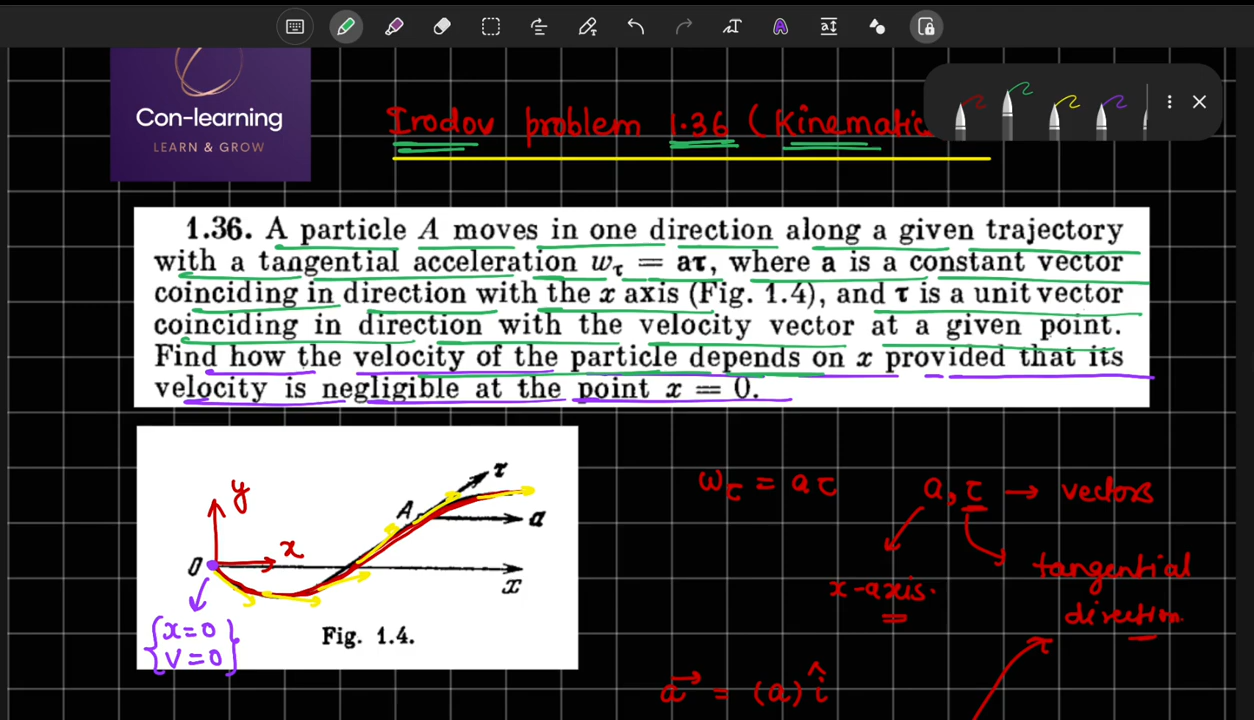 Con-learning
LEARN & GROW
Irodov problem 1.36 (Kinematic
1.36. A particle A moves in one direction along a given trajectory
with a tangential acceleration wτ = aτ, where a is a constant vector
coinciding in direction with the x axis (Fig. 1.4), and τ is a unit vector
coinciding in direction with the velocity vector at a given point.
Find how the velocity of the particle depends on x provided that its
velocity is negligible at the point x = 0.
y
x
O
A
τ
a
x
{x=0
V=0}
Fig. 1.4.
ωτ = aτ
a, τ → vectors
x-axis.
tangential
direction.
a⃗ = (a) î